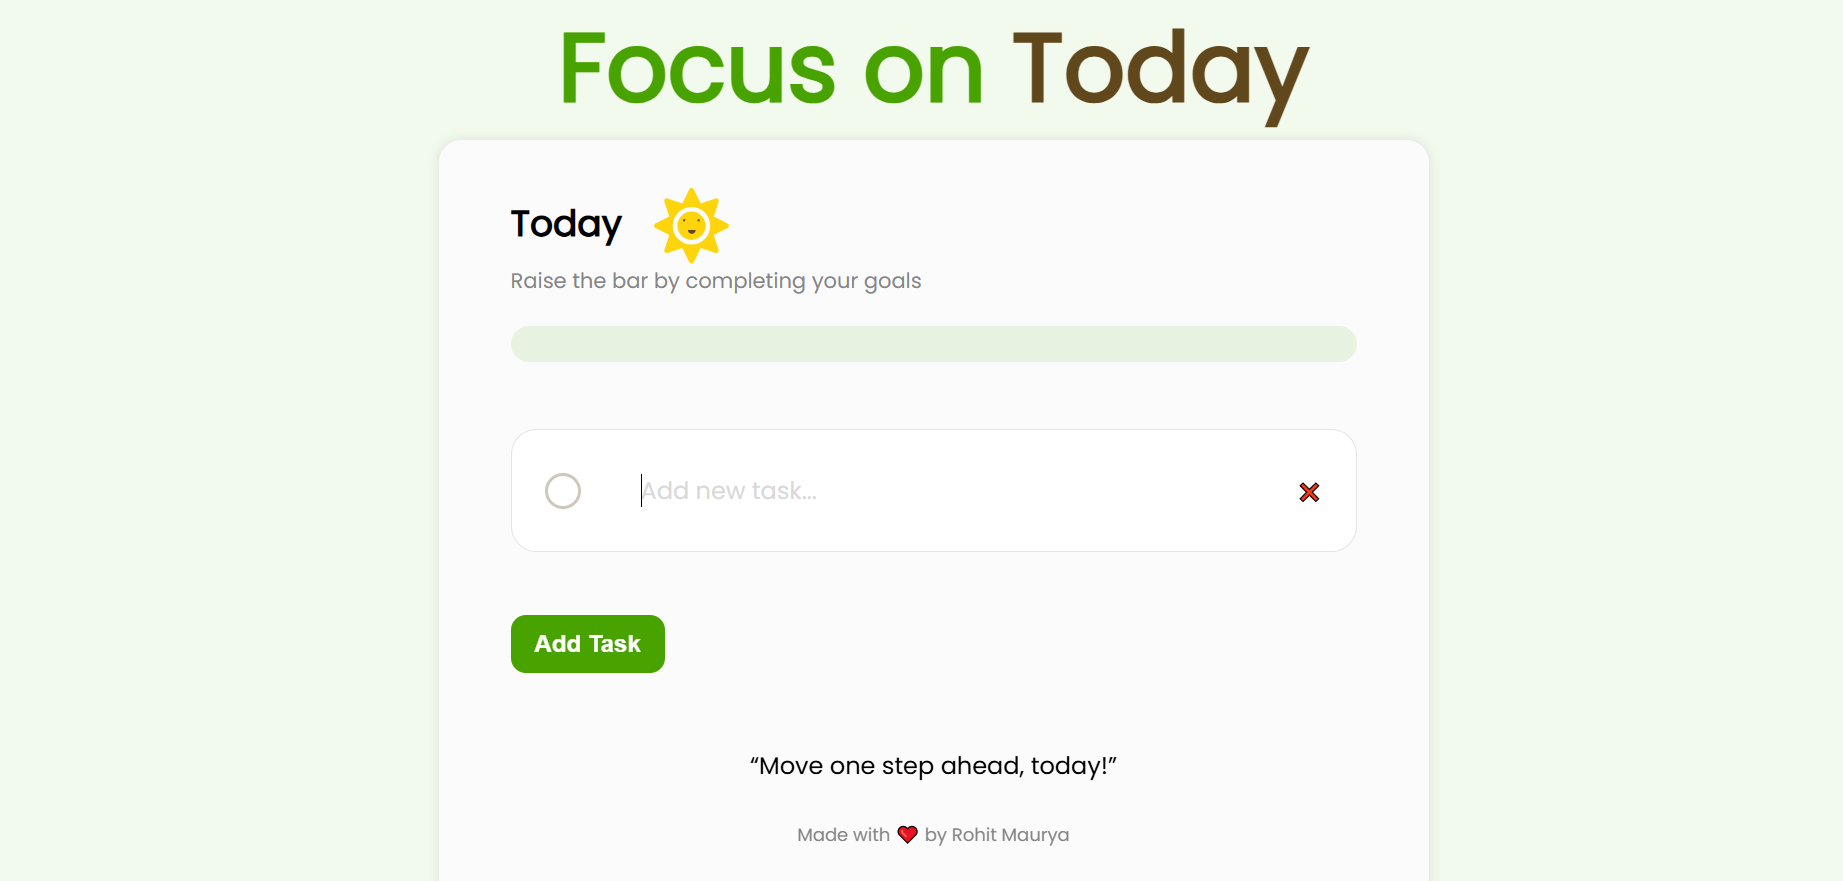 Focus on Today
Today
Raise the bar by completing your goals
Add new task...
Add Task
“Move one step ahead, today!”
Made with ❤ by Rohit Maurya